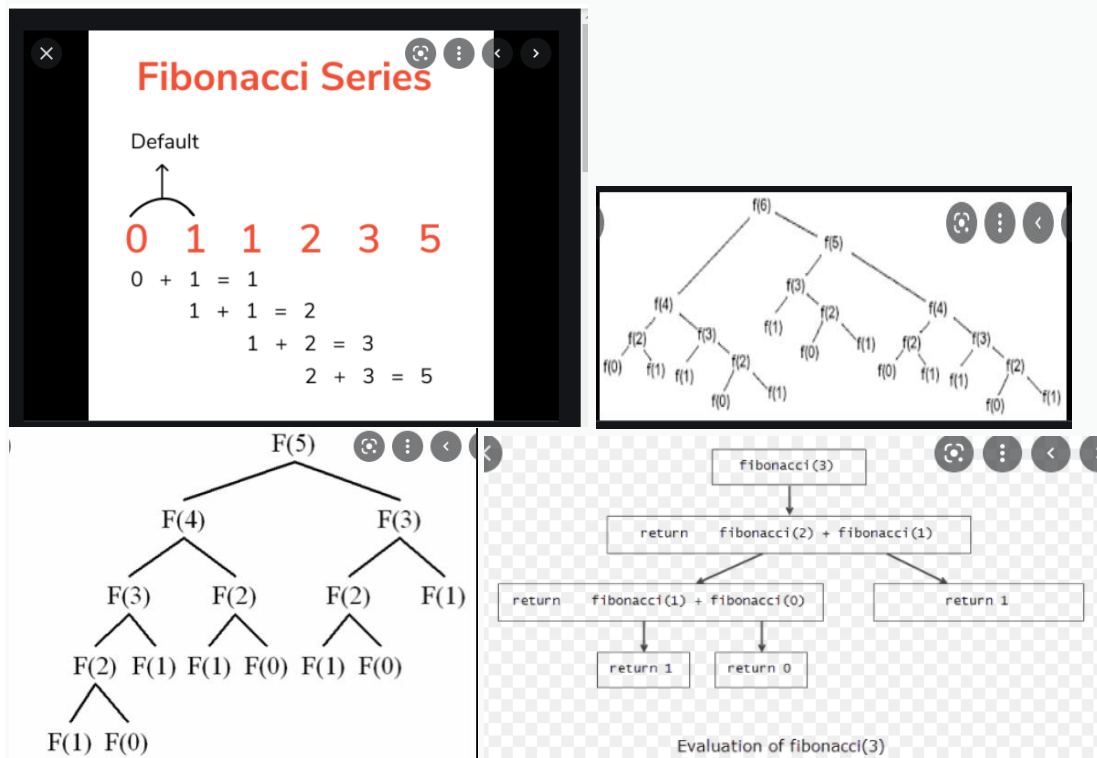 Fibonacci Series
Default
0 1 1 2 3 5
0 + 1 = 1
1 + 1 = 2
1 + 2 = 3
2 + 3 = 5
f(6)
f(5)
f(4) f(3) f(4)
f(2) f(3) f(1) f(2) f(2) f(3)
f(0) f(1) f(1) f(2) f(0) f(1) f(0) f(1) f(1) f(2)
f(0) f(1) f(0) f(1)
F(5)
F(4) F(3)
F(3) F(2) F(2) F(1)
F(2) F(1) F(1) F(0) F(1) F(0)
F(1) F(0)
fibonacci(3)
return fibonacci(2) + fibonacci(1)
return fibonacci(1) + fibonacci(0) return 1
return 1 return 0
Evaluation of fibonacci(3)